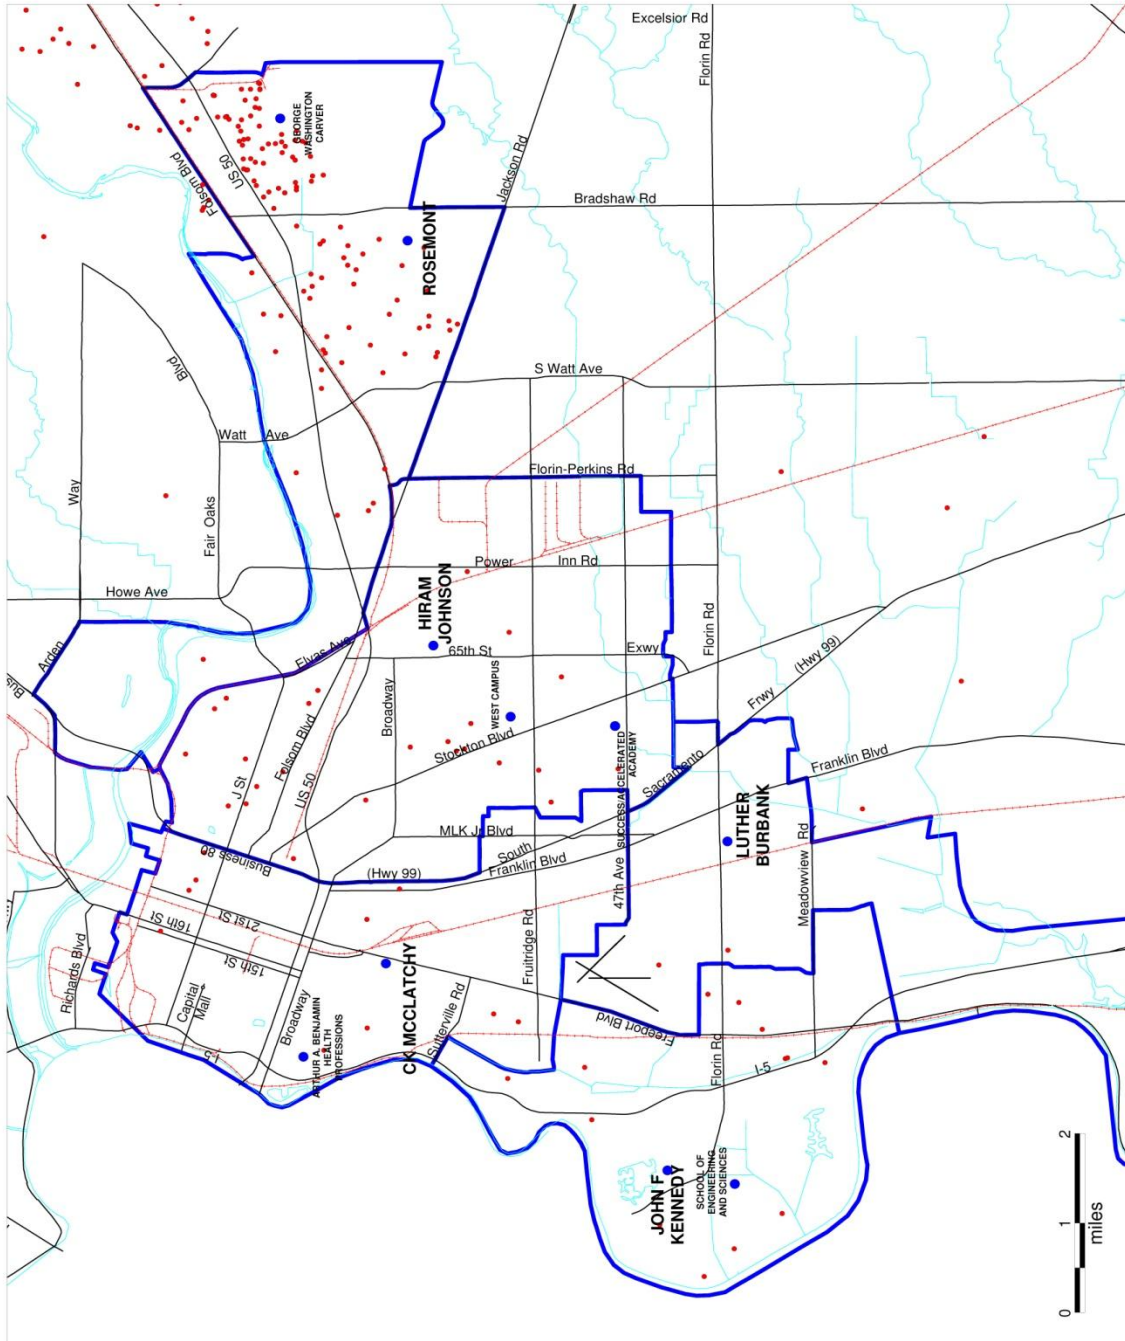 Excelsior Rd
Florin Rd
Folsom Blvd
US 50
GEORGE
WASHINGTON
CARVER
Jackson Rd
Bradshaw Rd
ROSEMONT
Blvd
S Watt Ave
Watt Ave
Way
Fair Oaks
Florin-Perkins Rd
Howe Ave
Power Inn Rd
HIRAM
JOHNSON
Arden
Elvas Ave
65th St
Exwy
Florin Rd
(Hwy 99)
Bus
Broadway
WEST CAMPUS
Folsom Blvd
Stockton Blvd
Frwy
J St
US 50
SUCCESS ACCELERATED
ACADEMY
Sacramento
Franklin Blvd
MLK Jr Blvd
South
LUTHER
BURBANK
Business 80
(Hwy 99)
Franklin Blvd
47th Ave
Meadowview Rd
16th St
21st St
15th St
Richards Blvd
Fruitridge Rd
Capital
Mall
Broadway
CK MCCLATCHY
Sutterville Rd
Freeport Blvd
ARTHUR A. BENJAMIN
HEALTH
PROFESSIONS
I-5
Florin Rd
I-5
JOHN F
KENNEDY
SCHOOL OF
ENGINEERING
AND SCIENCES
0 1 2
miles